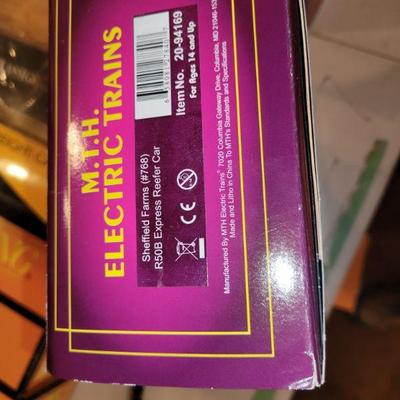 M.T.H.
ELECTRIC TRAINS
Item No. 20-94169
For Ages 14 and Up
Sheffield Farms (#768)
R50B Express Reefer Car
CE
Manufactured By MTH Electric Trains® 7020 Columbia Gateway Drive, Columbia, MD 21046-153
Made and Litho in China To MTH's Standards and Specifications